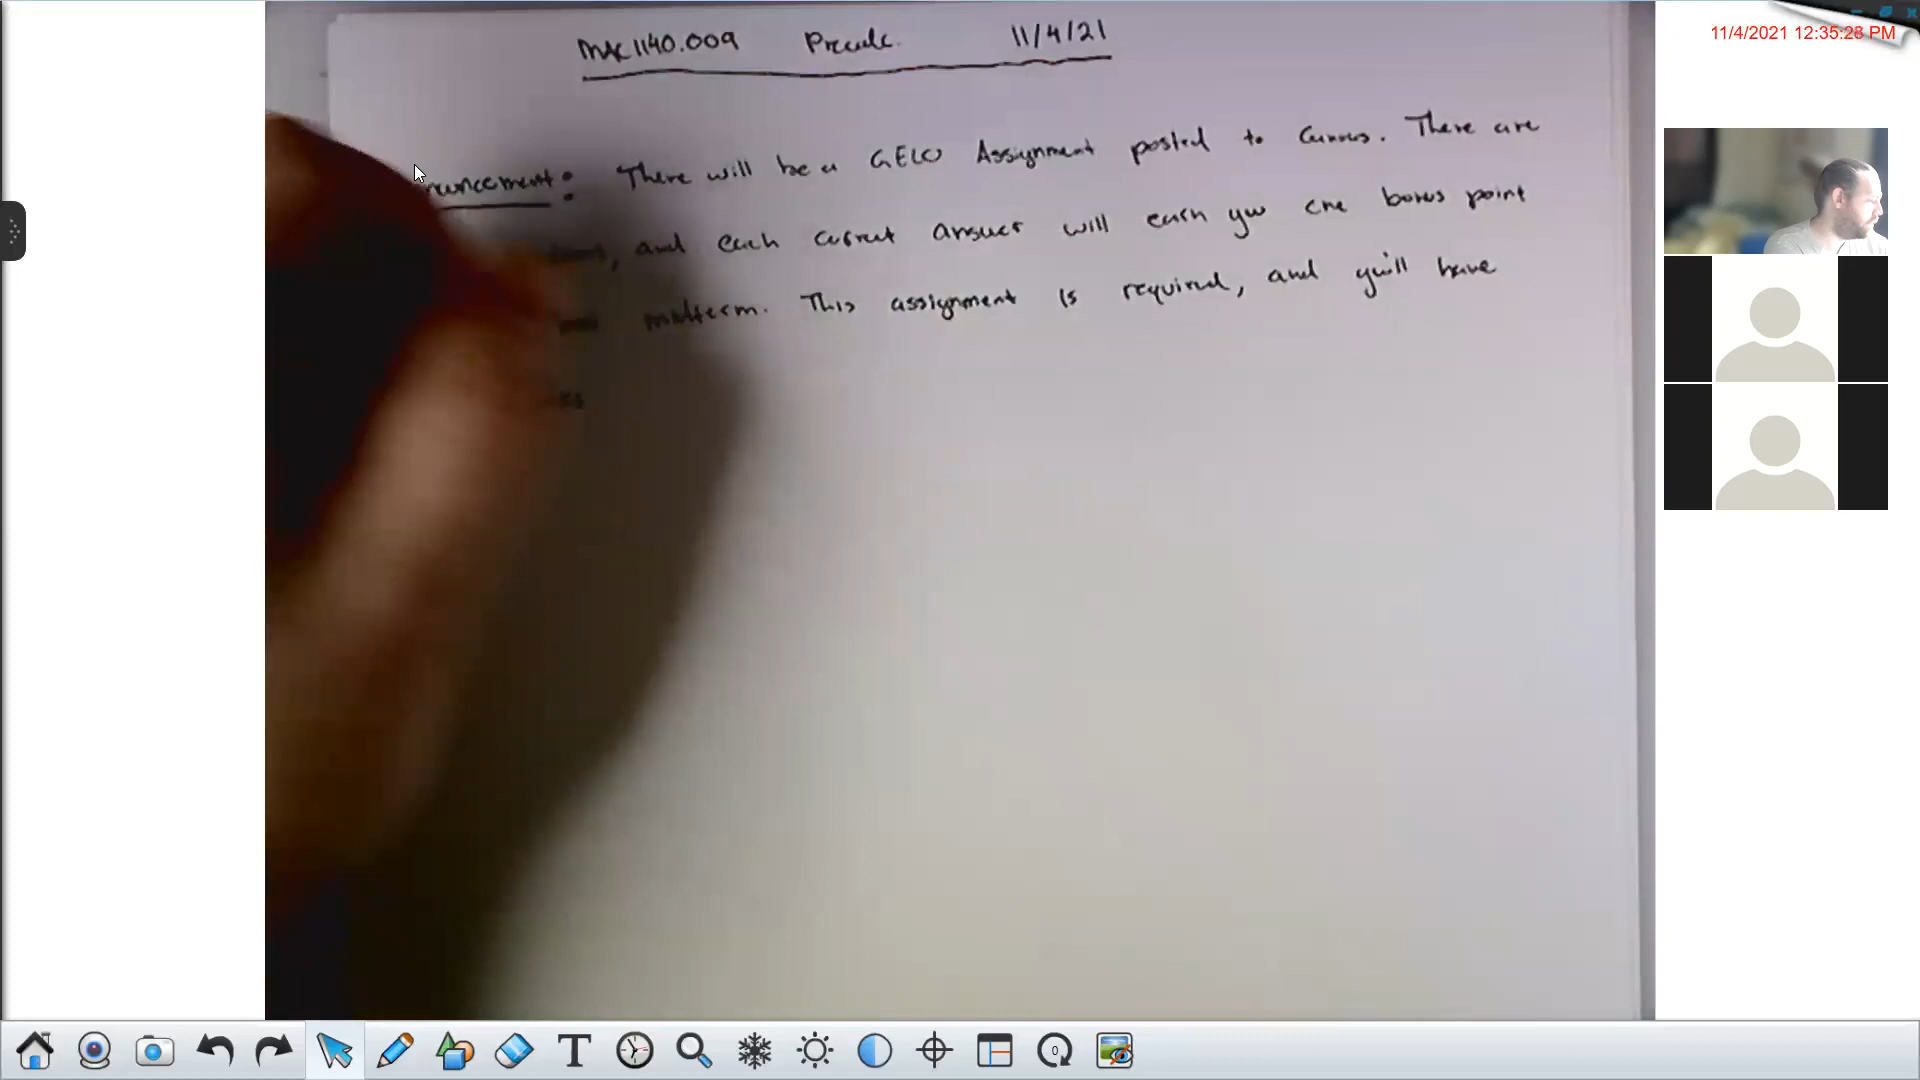 11/4/2021 12:35:28 PM
MAC1140.009 Precalc. 11/4/21
nuncement: There will be a GELO Assignment posted to Canvas. There are
, and each correct answer will earn you one bonus point
midterm. This assignment is required, and you'll have
T
0